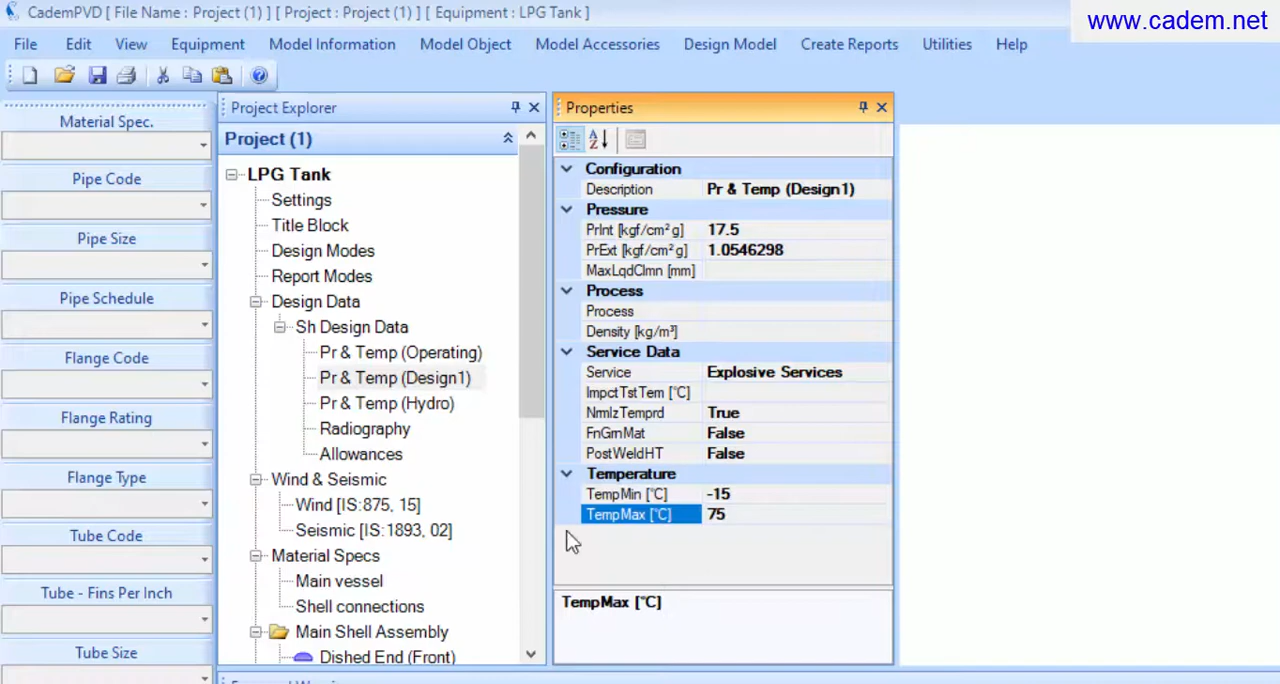 CademPVD [ File Name : Project (1) ] [ Project : Project (1) ] [ Equipment : LPG Tank ]
www.cadem.net
File Edit View Equipment Model Information Model Object Model Accessories Design Model Create Reports Utilities Help
Material Spec.
Pipe Code
Pipe Size
Pipe Schedule
Flange Code
Flange Rating
Flange Type
Tube Code
Tube - Fins Per Inch
Tube Size
Project Explorer
Project (1)
LPG Tank
Settings
Title Block
Design Modes
Report Modes
Design Data
Sh Design Data
Pr & Temp (Operating)
Pr & Temp (Design1)
Pr & Temp (Hydro)
Radiography
Allowances
Wind & Seismic
Wind [IS:875, 15]
Seismic [IS:1893, 02]
Material Specs
Main vessel
Shell connections
Main Shell Assembly
Dished End (Front)
Properties
Configuration
Description Pr & Temp (Design1)
Pressure
PrInt [kgf/cm² g] 17.5
PrExt [kgf/cm² g] 1.0546298
MaxLqdClmn [mm]
Process
Process
Density [kg/m³]
Service Data
Service Explosive Services
ImpctTstTem [°C]
NrmlzTemprd True
FnGrnMat False
PostWeldHT False
Temperature
TempMin [°C] -15
TempMax [°C] 75
TempMax [°C]